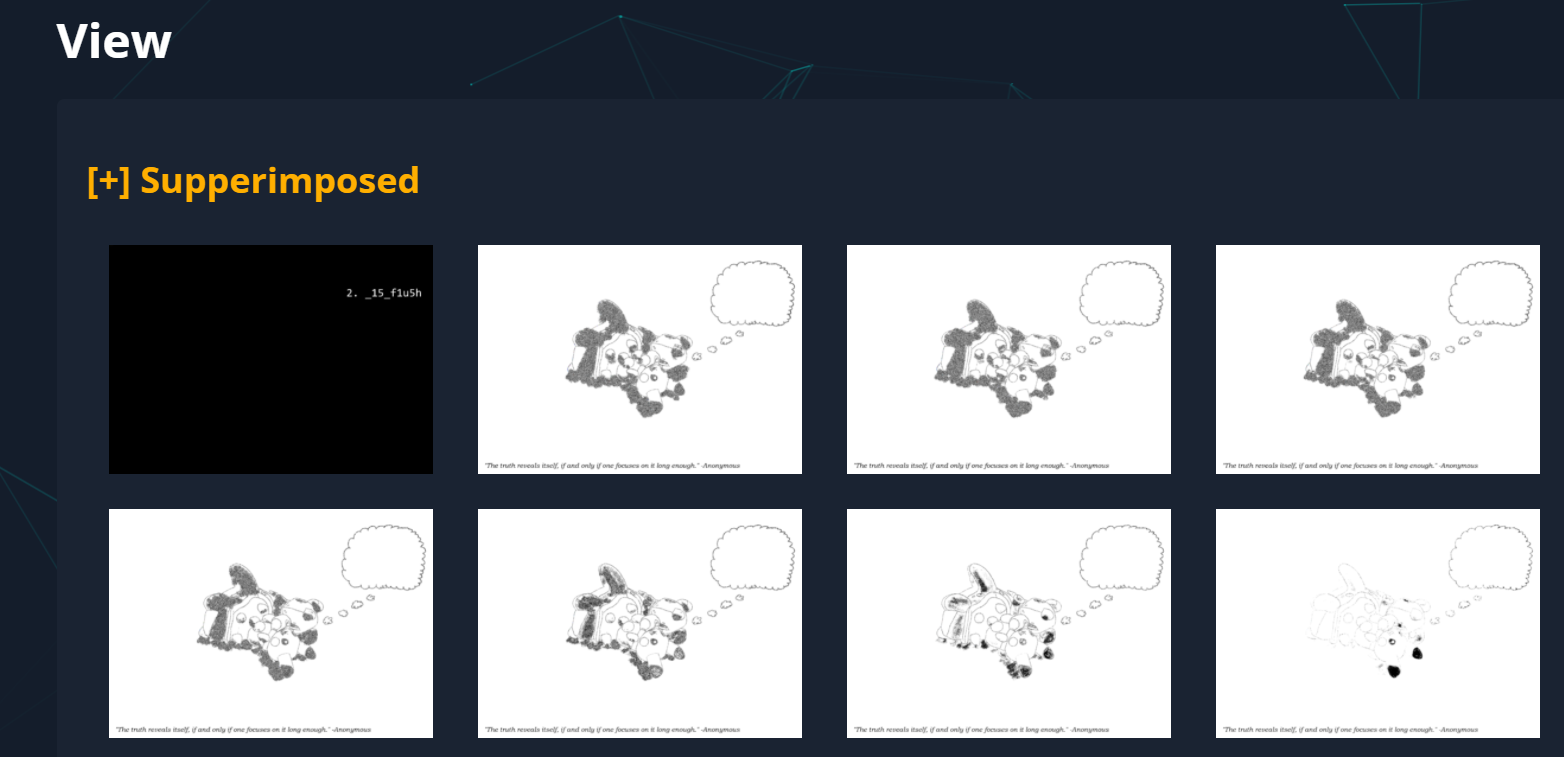 View
[+] Supperimposed
2. _15_f1u5h
"The truth reveals itself, if and only if one focuses on it long enough." -Anonymous
"The truth reveals itself, if and only if one focuses on it long enough." -Anonymous
"The truth reveals itself, if and only if one focuses on it long enough." -Anonymous
"The truth reveals itself, if and only if one focuses on it long enough." -Anonymous
"The truth reveals itself, if and only if one focuses on it long enough." -Anonymous
"The truth reveals itself, if and only if one focuses on it long enough." -Anonymous
"The truth reveals itself, if and only if one focuses on it long enough." -Anonymous